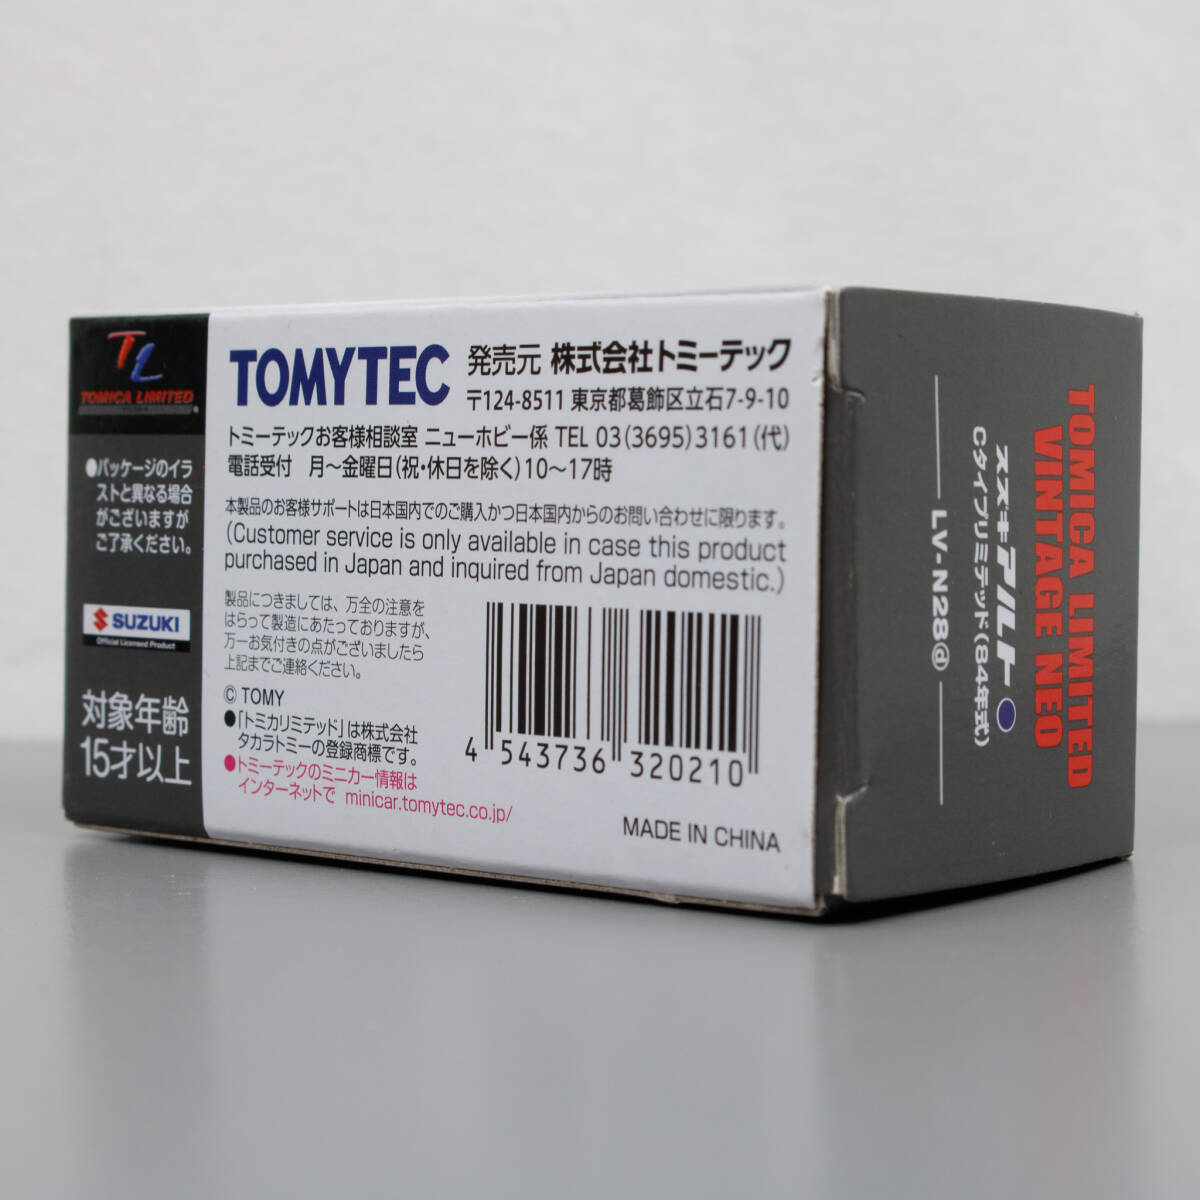 TL
TOMICA LIMITED
●パッケージのイラ
ストと異なる場合
がございますが
ご了承ください。
SUZUKI
Official Licensed Product
対象年齢
15才以上
TOMYTEC 発売元 株式会社トミーテック
〒124-8511 東京都葛飾区立石7-9-10
トミーテックお客様相談室 ニューホビー係 TEL 03(3695)3161(代)
電話受付 月〜金曜日(祝・休日を除く)10〜17時
本製品のお客様サポートは日本国内でのご購入かつ日本国内からのお問い合わせに限ります。
(Customer service is only available in case this product
purchased in Japan and inquired from Japan domestic.)
製品につきましては、万全の注意を
はらって製造にあたっておりますが、
万一お気付きの点がございましたら
上記までご連絡ください。
© TOMY
●「トミカリミテッド」は株式会社
タカラトミーの登録商標です。
●トミーテックのミニカー情報は
インターネットで minicar.tomytec.co.jp/
4 543736 320210
MADE IN CHINA
TOMICA LIMITED
VINTAGE NEO
スズキアルト
Cタイプリミテッド(84年式)
LV-N28ⓐ